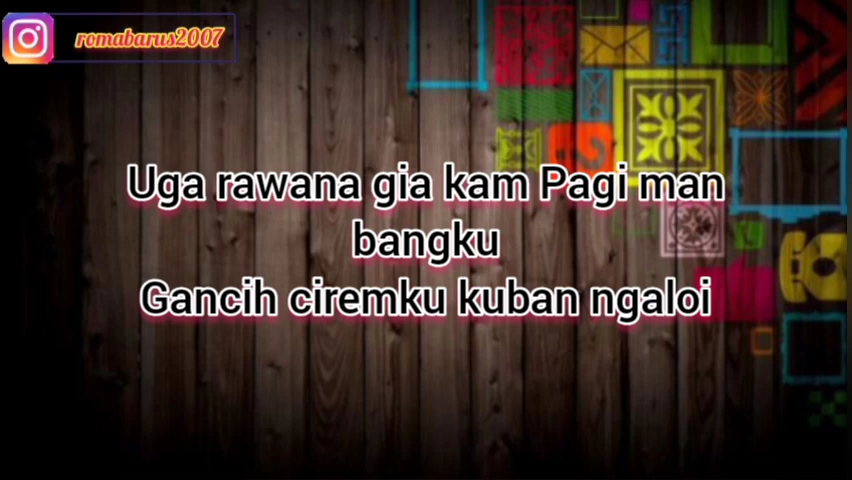 romabarus2007
Uga rawana gia kam Pagi man
bangku
Gancih ciremku kuban ngaloi